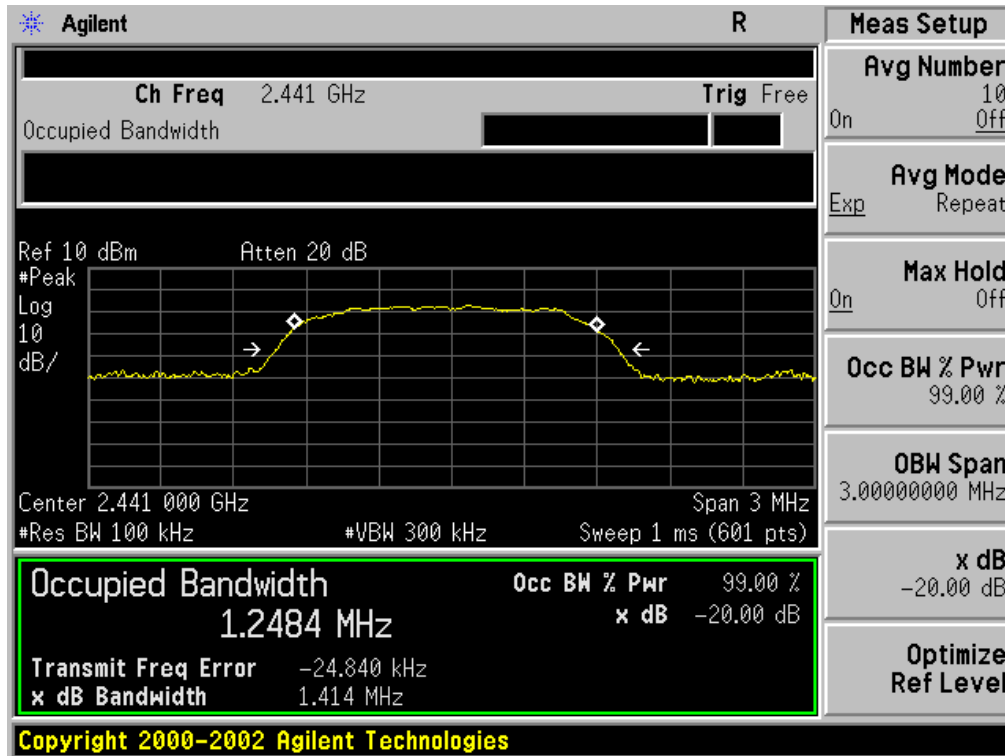 Agilent R Meas Setup
Avg Number
10
On Off
Ch Freq 2.441 GHz Trig Free
Occupied Bandwidth
Avg Mode
Exp Repeat
Ref 10 dBm Atten 20 dB
#Peak
Log
10
dB/
Max Hold
On Off
Occ BW % Pwr
99.00 %
OBW Span
3.00000000 MHz
Center 2.441 000 GHz Span 3 MHz
#Res BW 100 kHz #VBW 300 kHz Sweep 1 ms (601 pts)
x dB
-20.00 dB
Occupied Bandwidth Occ BW % Pwr 99.00 %
1.2484 MHz x dB -20.00 dB
Transmit Freq Error -24.840 kHz
x dB Bandwidth 1.414 MHz
Optimize
Ref Level
Copyright 2000-2002 Agilent Technologies